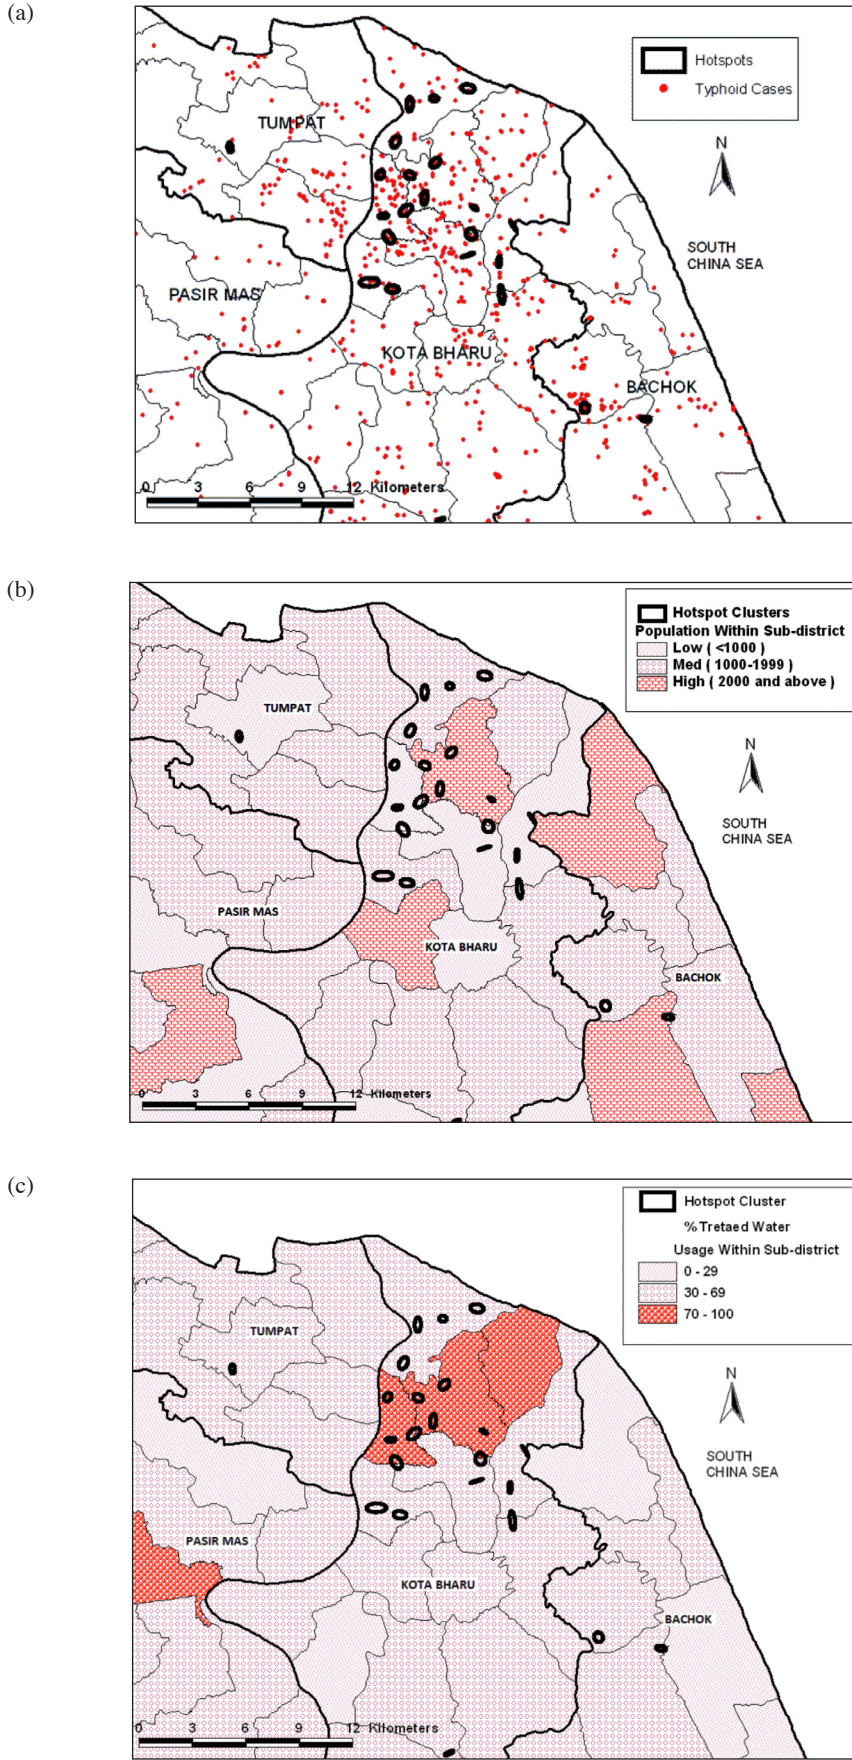 (a)
Hotspots
Typhoid Cases
TUMPAT
N
SOUTH
CHINA SEA
PASIR MAS
KOTA BHARU
BACHOK
0 3 6 9 12 Kilometers
(b)
Hotspot Clusters
Population Within Sub-district
Low ( <1000 )
Med ( 1000-1999 )
High ( 2000 and above )
TUMPAT
N
SOUTH
CHINA SEA
PASIR MAS
KOTA BHARU
BACHOK
0 3 6 9 12 Kilometers
(c)
Hotspot Cluster
% Tretaed Water
Usage Within Sub-district
0 - 29
30 - 69
70 - 100
TUMPAT
N
SOUTH
CHINA SEA
PASIR MAS
KOTA BHARU
BACHOK
0 3 6 9 12 Kilometers